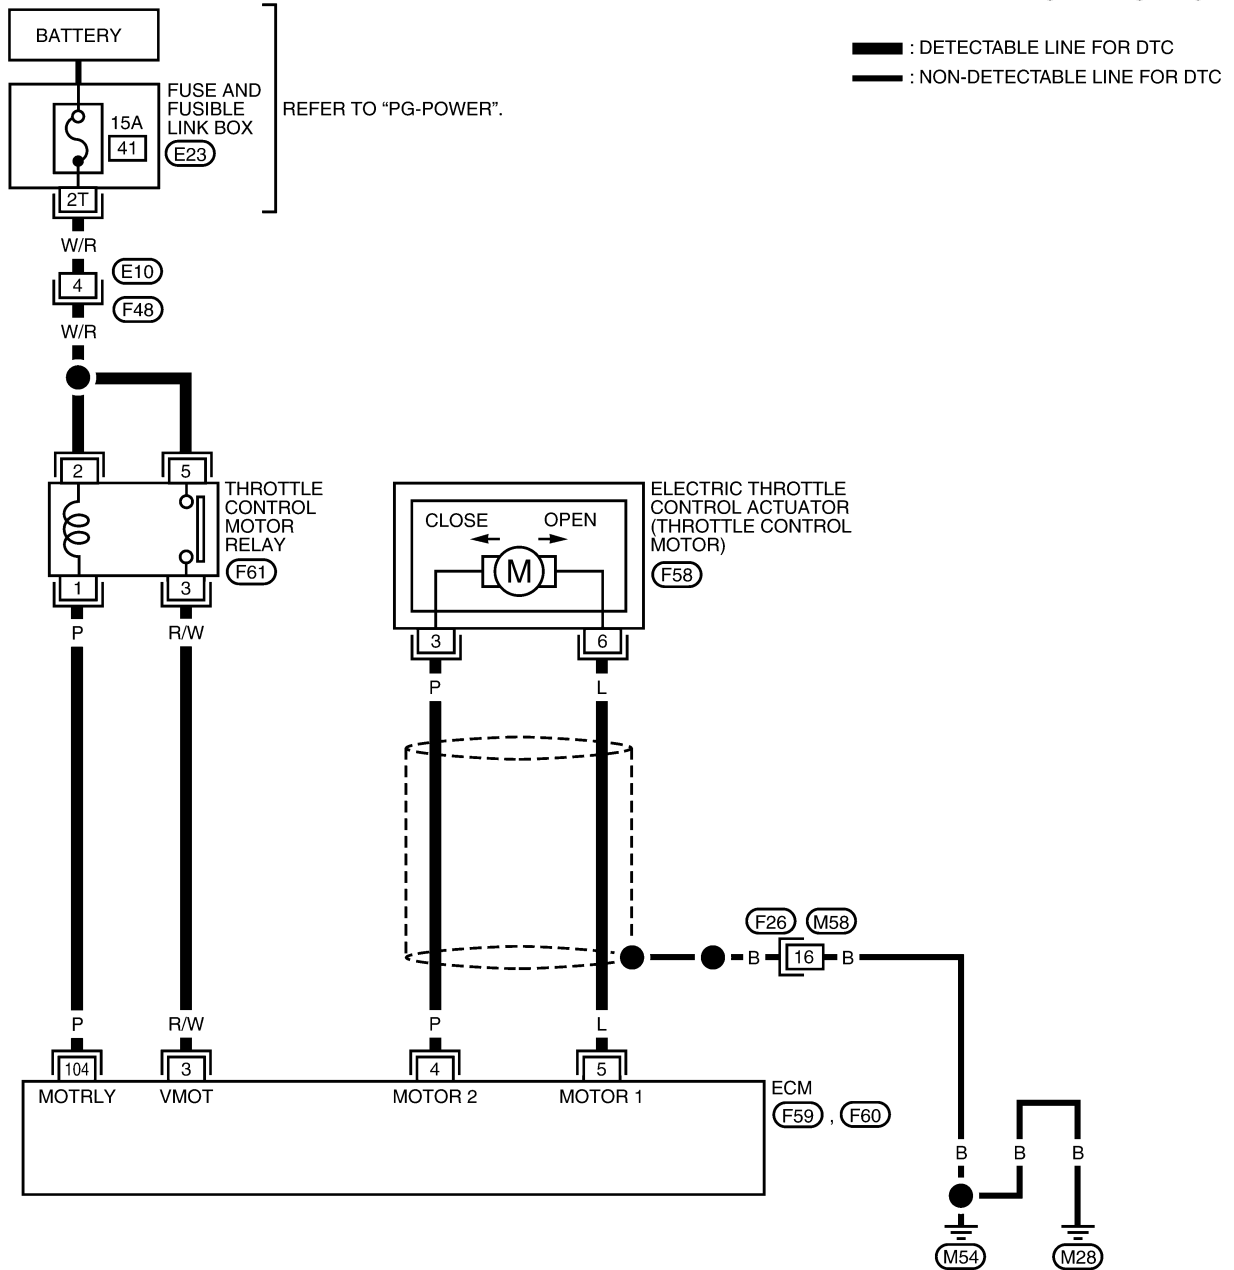 BATTERY
FUSE AND
FUSIBLE
LINK BOX
E23
15A
41
2T
REFER TO “PG-POWER”.
: DETECTABLE LINE FOR DTC
: NON-DETECTABLE LINE FOR DTC
W/R
4
E10
F48
W/R
2
5
THROTTLE
CONTROL
MOTOR
RELAY
F61
1
3
P
R/W
CLOSE
OPEN
M
ELECTRIC THROTTLE
CONTROL ACTUATOR
(THROTTLE CONTROL
MOTOR)
F58
3
6
P
L
F26
M58
B
16
B
P
R/W
P
L
104
3
4
5
MOTRLY
VMOT
MOTOR 2
MOTOR 1
ECM
F59 , F60
B
B
B
M54
M28